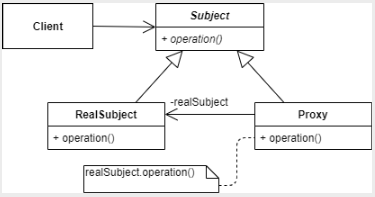 Client
Subject
+ operation()
RealSubject
+ operation()
-realSubject
Proxy
+ operation()
realSubject.operation()